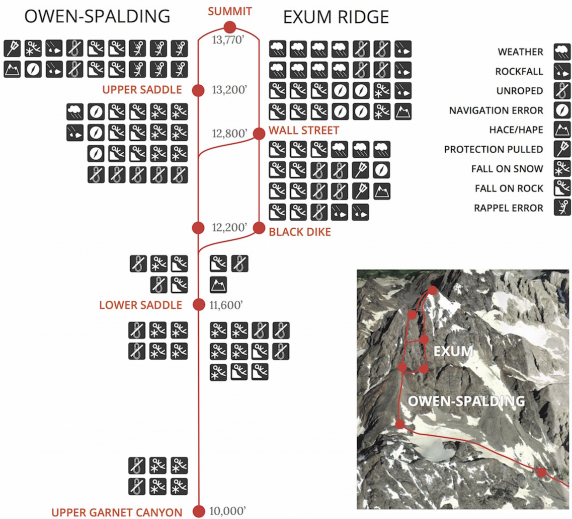 OWEN-SPALDING
SUMMIT
EXUM RIDGE
13,770'
WEATHER
ROCKFALL
UNROPED
NAVIGATION ERROR
HACE/HAPE
PROTECTION PULLED
FALL ON SNOW
FALL ON ROCK
RAPPEL ERROR
UPPER SADDLE
13,200'
12,800'
WALL STREET
12,200'
BLACK DIKE
LOWER SADDLE
11,600'
EXUM
OWEN-SPALDING
UPPER GARNET CANYON
10,000'